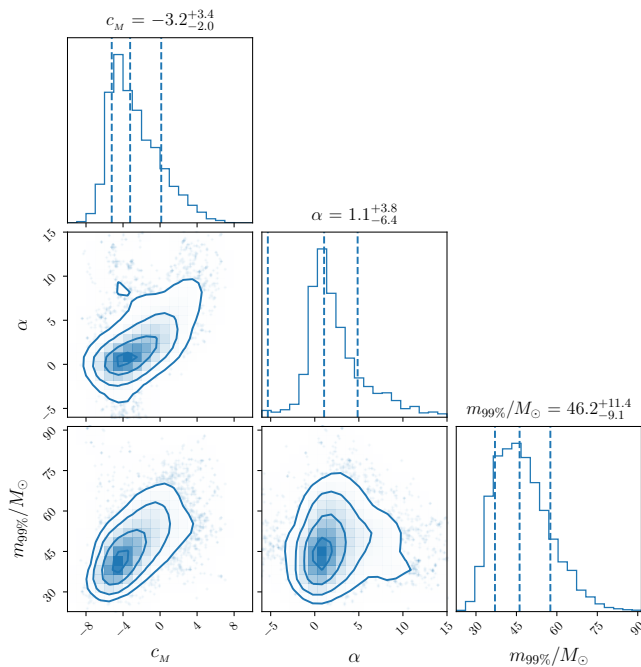 c_M = −3.2^{+3.4}_{−2.0}
15
10
5
0
−5
α
α = 1.1^{+3.8}_{−6.4}
90
75
60
45
30
m_{99%}/M_⊙
m_{99%}/M_⊙ = 46.2^{+11.4}_{−9.1}
−8 −4 0 4 8
c_M
−5 0 5 10 15
α
30 45 60 75 90
m_{99%}/M_⊙